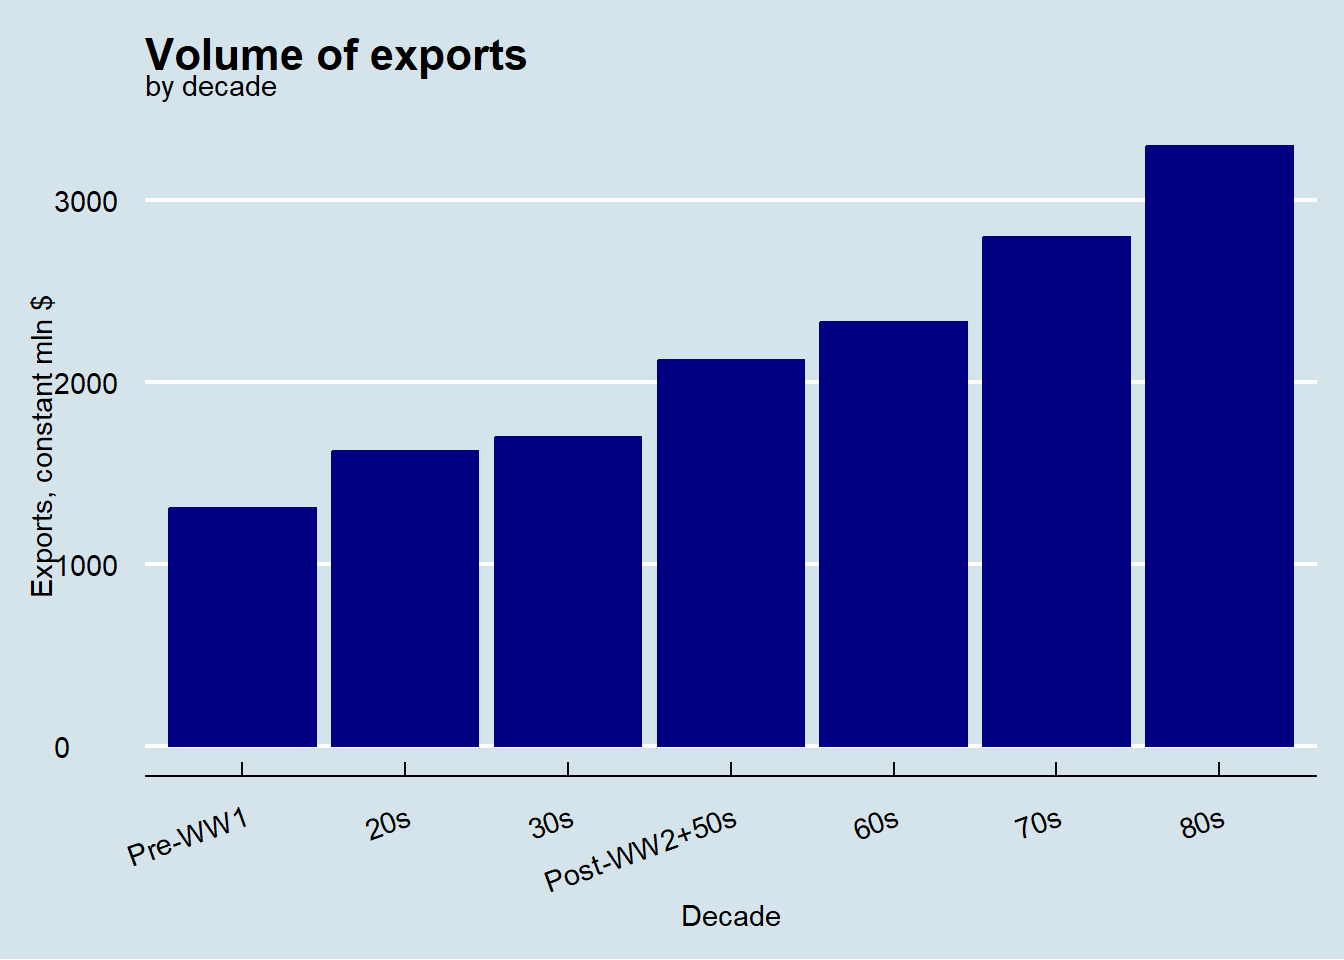 Volume of exports
by decade
Exports, constant mln $
3000
2000
1000
0
Pre-WW1
20s
30s
Post-WW2+50s
60s
70s
80s
Decade